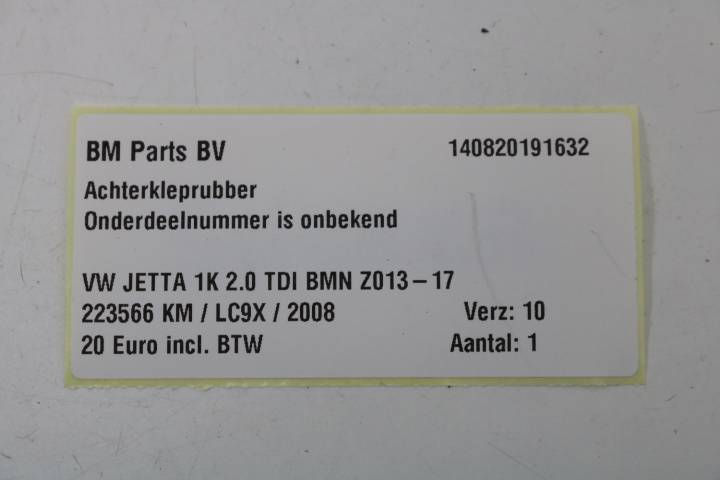 BM Parts BV 140820191632
Achterkleprubber
Onderdeelnummer is onbekend
VW JETTA 1K 2.0 TDI BMN Z013-17
223566 KM / LC9X / 2008 Verz: 10
20 Euro incl. BTW Aantal: 1